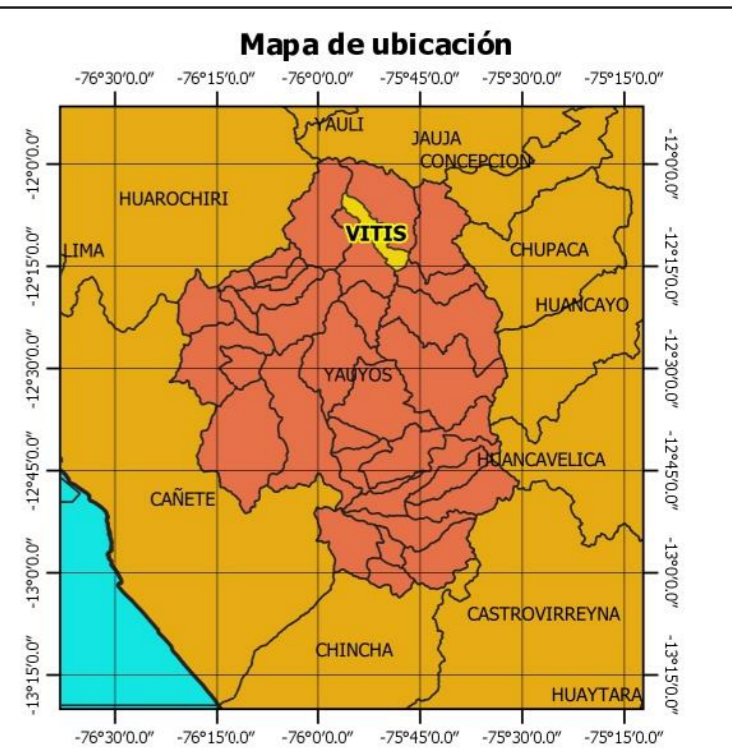 Mapa de ubicación
-76°30'0.0" -76°15'0.0" -76°0'0.0" -75°45'0.0" -75°30'0.0" -75°15'0.0"
YAULI
JAUJA
CONCEPCION
-12°0'0.0" -12°0'0.0"
HUAROCHIRI
VITIS
LIMA
CHUPACA
-12°15'0.0" -12°15'0.0"
HUANCAYO
YAUYOS
-12°30'0.0" -12°30'0.0"
HUANCAVELICA
-12°45'0.0" -12°45'0.0"
CAÑETE
-13°0'0.0" -13°0'0.0"
CASTROVIRREYNA
CHINCHA
-13°15'0.0" -13°15'0.0"
HUAYTARA
-76°30'0.0" -76°15'0.0" -76°0'0.0" -75°45'0.0" -75°30'0.0" -75°15'0.0"